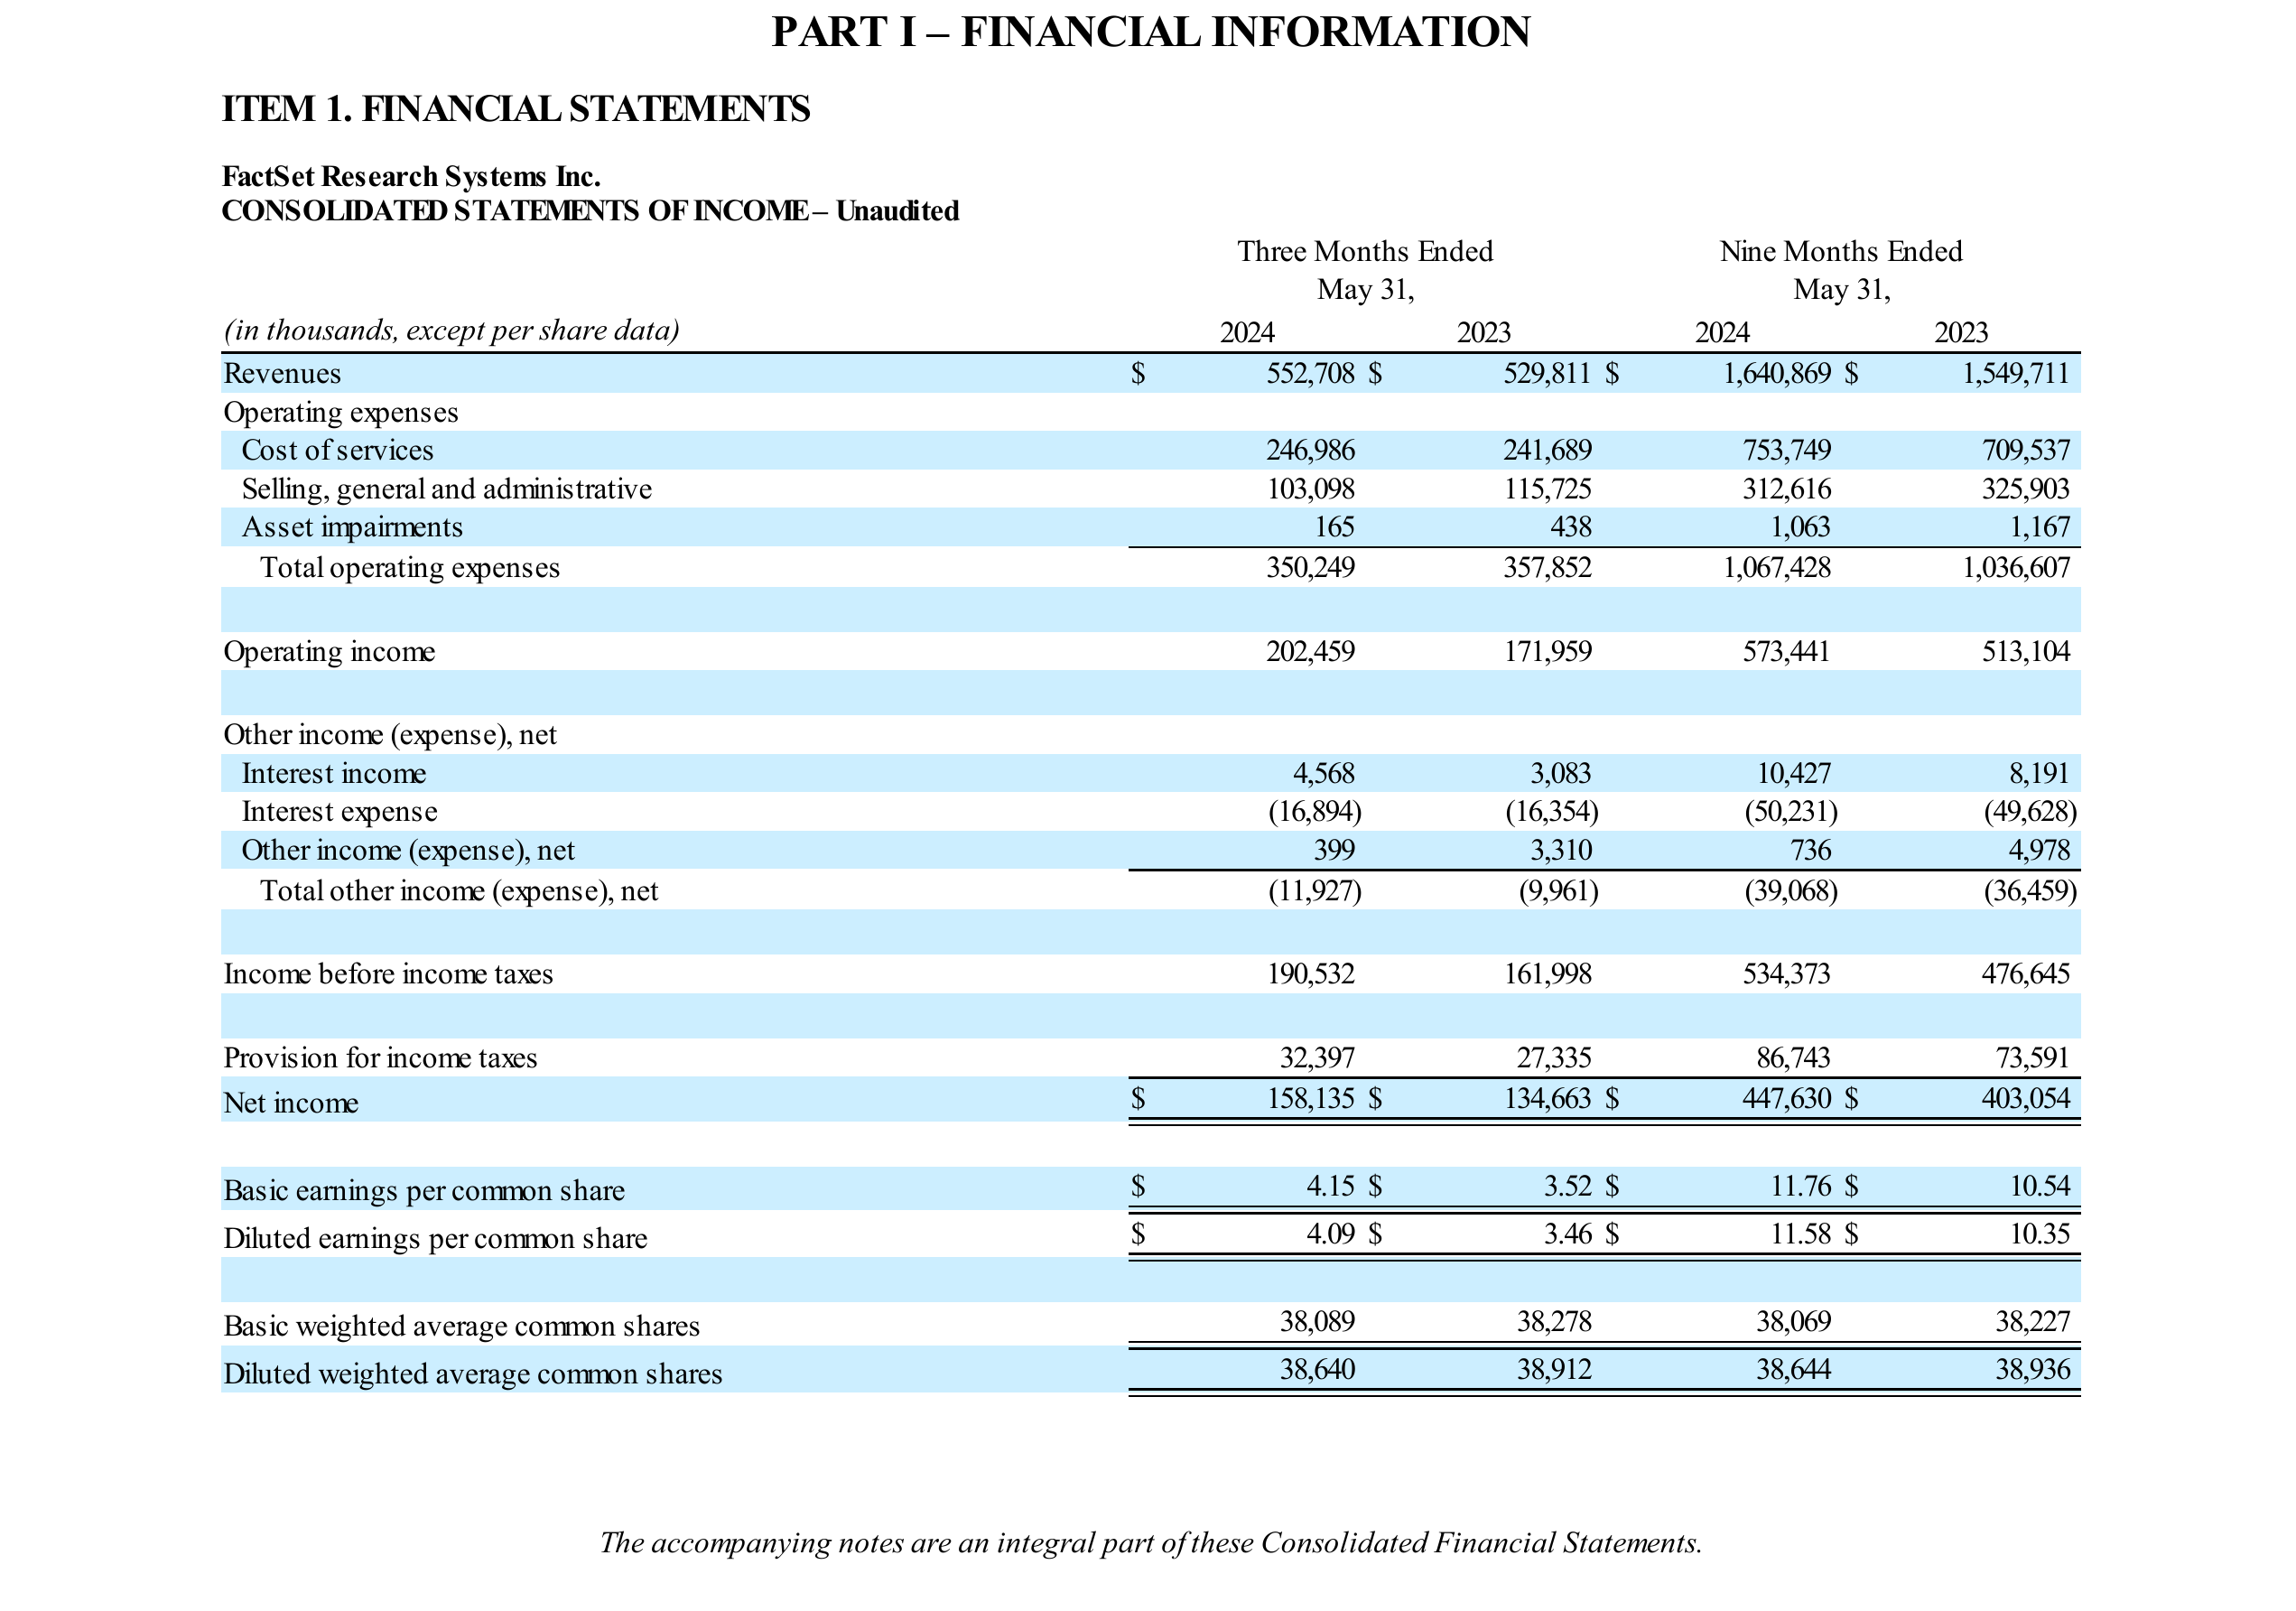 PART I – FINANCIAL INFORMATION
ITEM 1. FINANCIAL STATEMENTS
FactSet Research Systems Inc.
CONSOLIDATED STATEMENTS OF INCOME – Unaudited
Three Months Ended Nine Months Ended
May 31, May 31,
(in thousands, except per share data) 2024 2023 2024 2023
Revenues $ 552,708 $ 529,811 $ 1,640,869 $ 1,549,711
Operating expenses
Cost of services 246,986 241,689 753,749 709,537
Selling, general and administrative 103,098 115,725 312,616 325,903
Asset impairments 165 438 1,063 1,167
Total operating expenses 350,249 357,852 1,067,428 1,036,607
Operating income 202,459 171,959 573,441 513,104
Other income (expense), net
Interest income 4,568 3,083 10,427 8,191
Interest expense (16,894) (16,354) (50,231) (49,628)
Other income (expense), net 399 3,310 736 4,978
Total other income (expense), net (11,927) (9,961) (39,068) (36,459)
Income before income taxes 190,532 161,998 534,373 476,645
Provision for income taxes 32,397 27,335 86,743 73,591
Net income $ 158,135 $ 134,663 $ 447,630 $ 403,054
Basic earnings per common share $ 4.15 $ 3.52 $ 11.76 $ 10.54
Diluted earnings per common share $ 4.09 $ 3.46 $ 11.58 $ 10.35
Basic weighted average common shares 38,089 38,278 38,069 38,227
Diluted weighted average common shares 38,640 38,912 38,644 38,936
The accompanying notes are an integral part of these Consolidated Financial Statements.